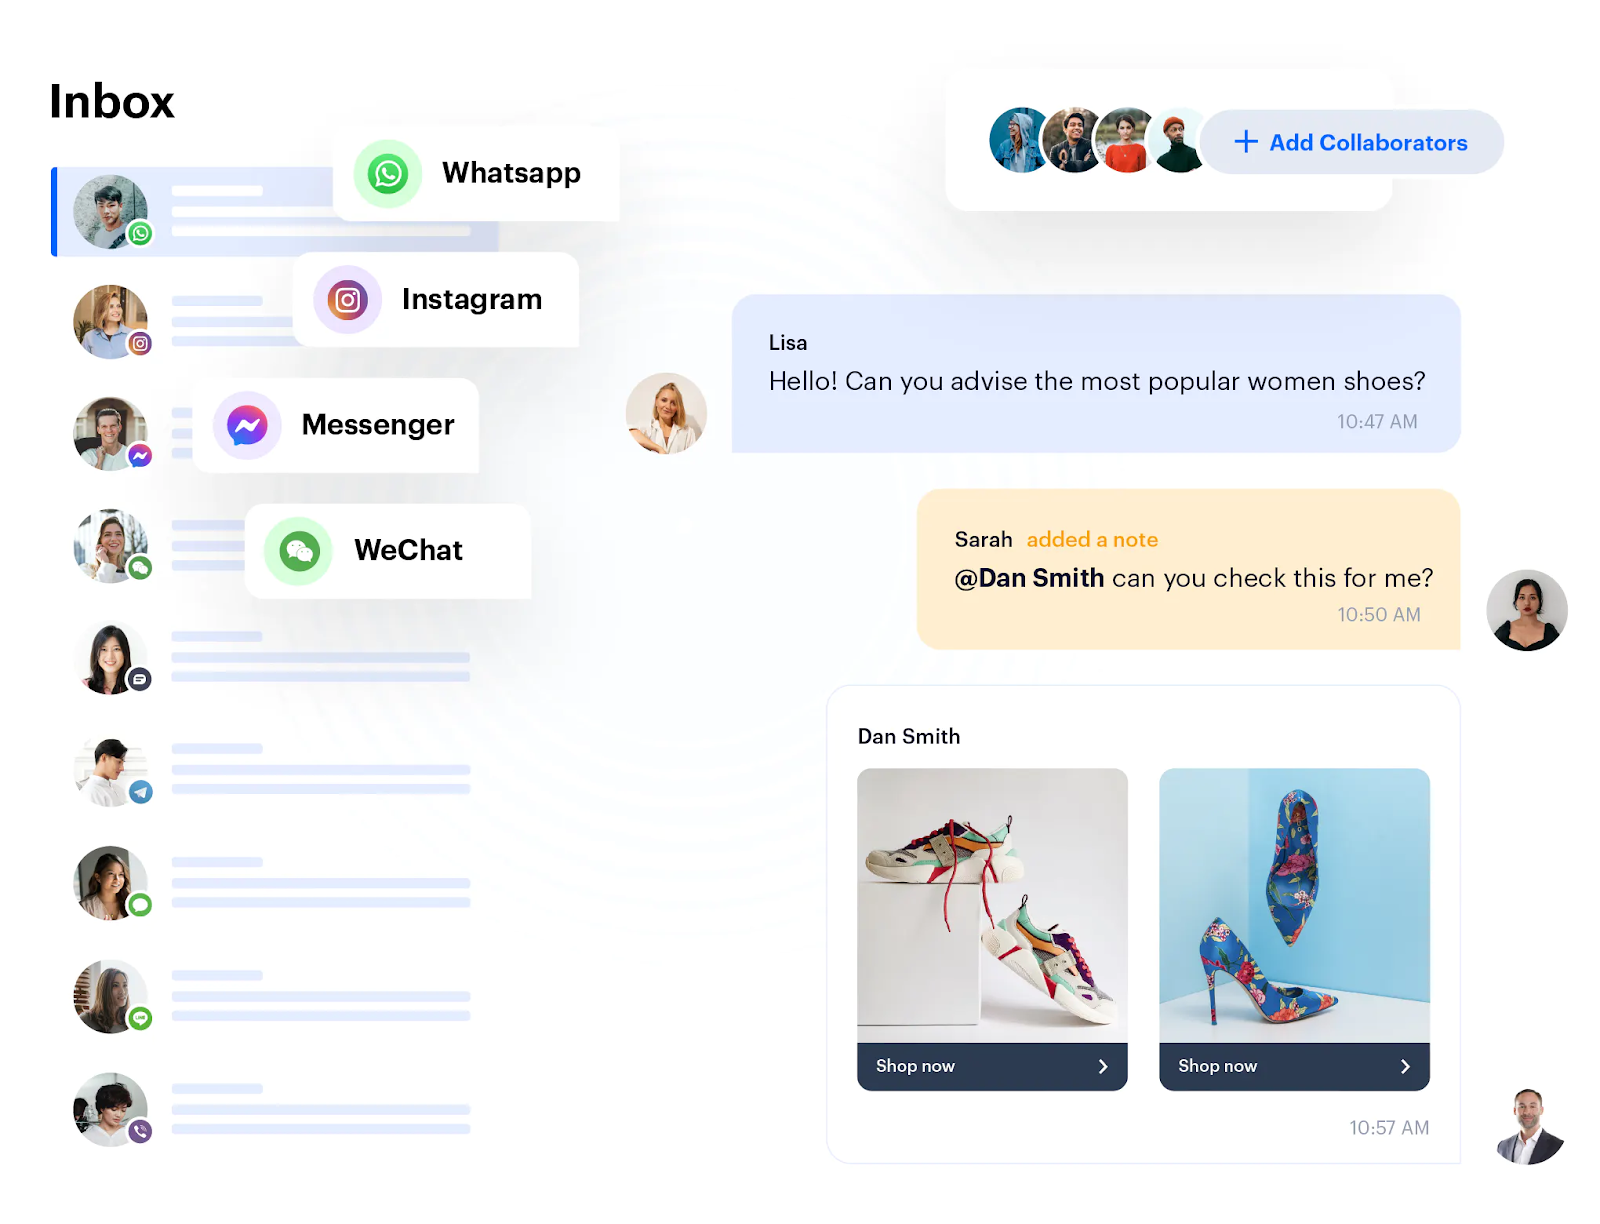 Inbox
Whatsapp
Instagram
Messenger
WeChat
Add Collaborators
Lisa
Hello! Can you advise the most popular women shoes?
10:47 AM
Sarah added a note
@Dan Smith can you check this for me?
10:50 AM
Dan Smith
Shop now
Shop now
10:57 AM